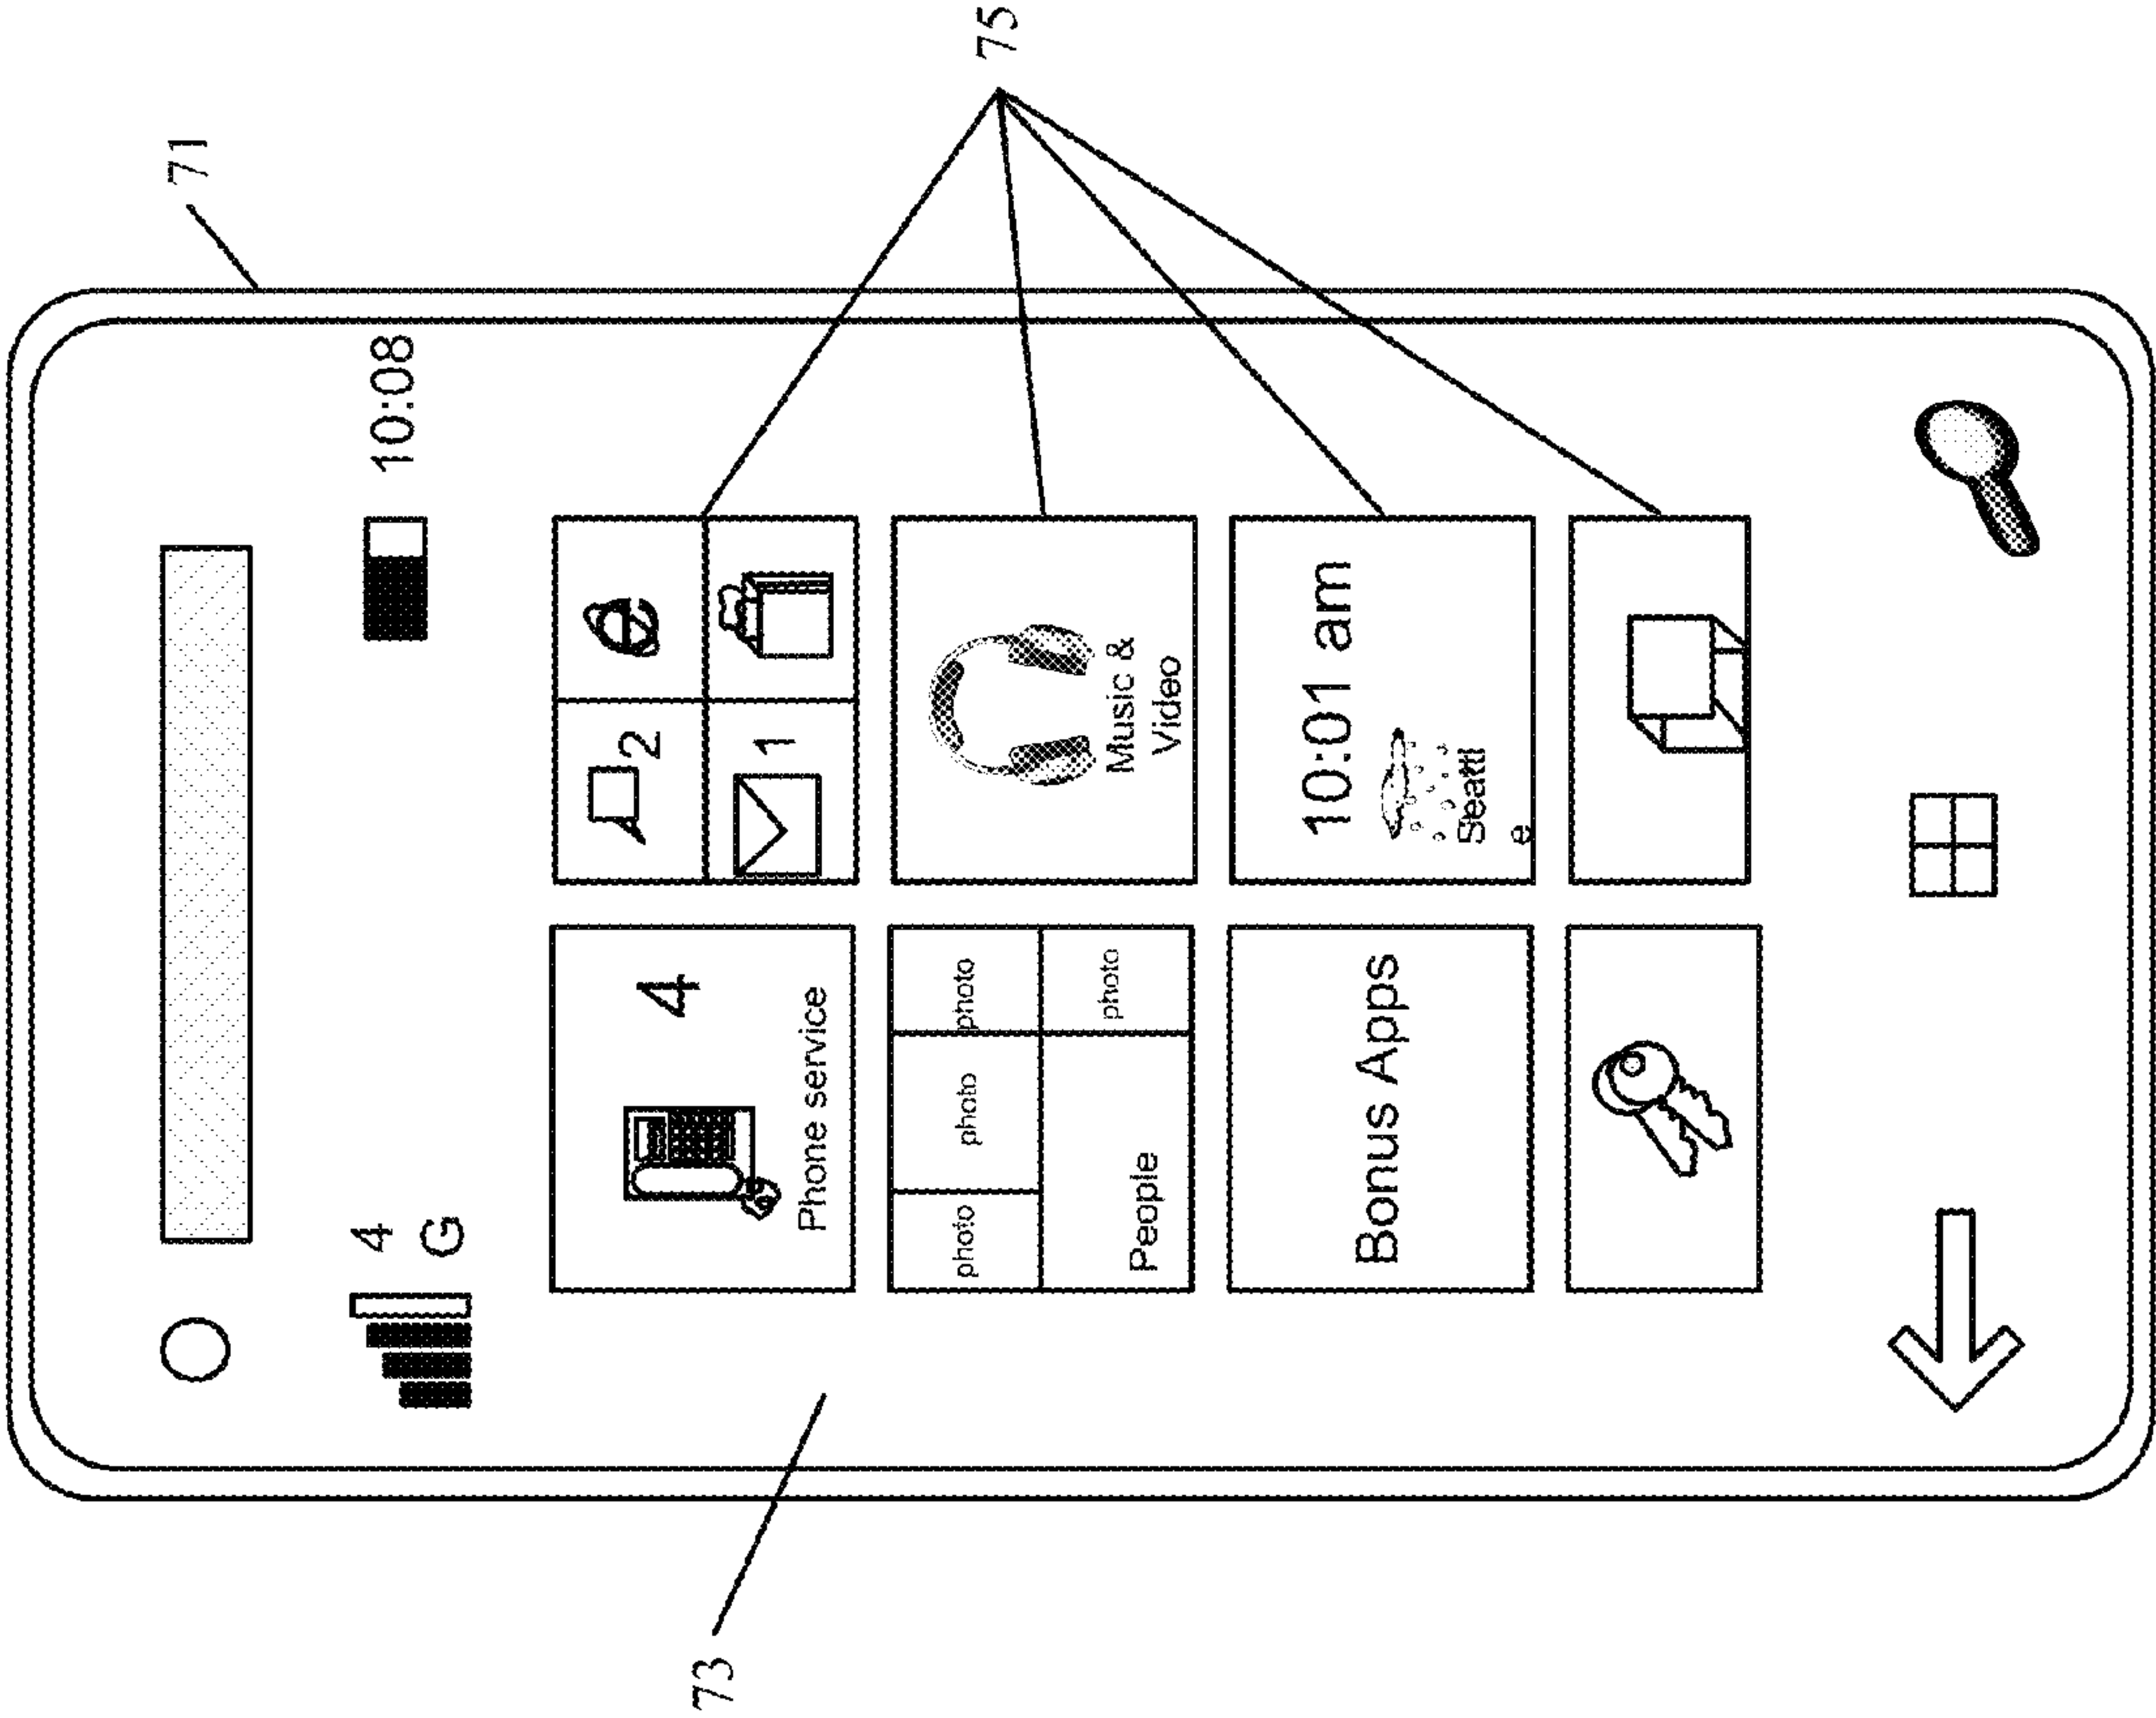 71
4
G
10:08
4
Phone service
2
1
73
75
photo
photo
photo
photo
People
Music &
Video
Bonus Apps
10:01 am
Seattl
e